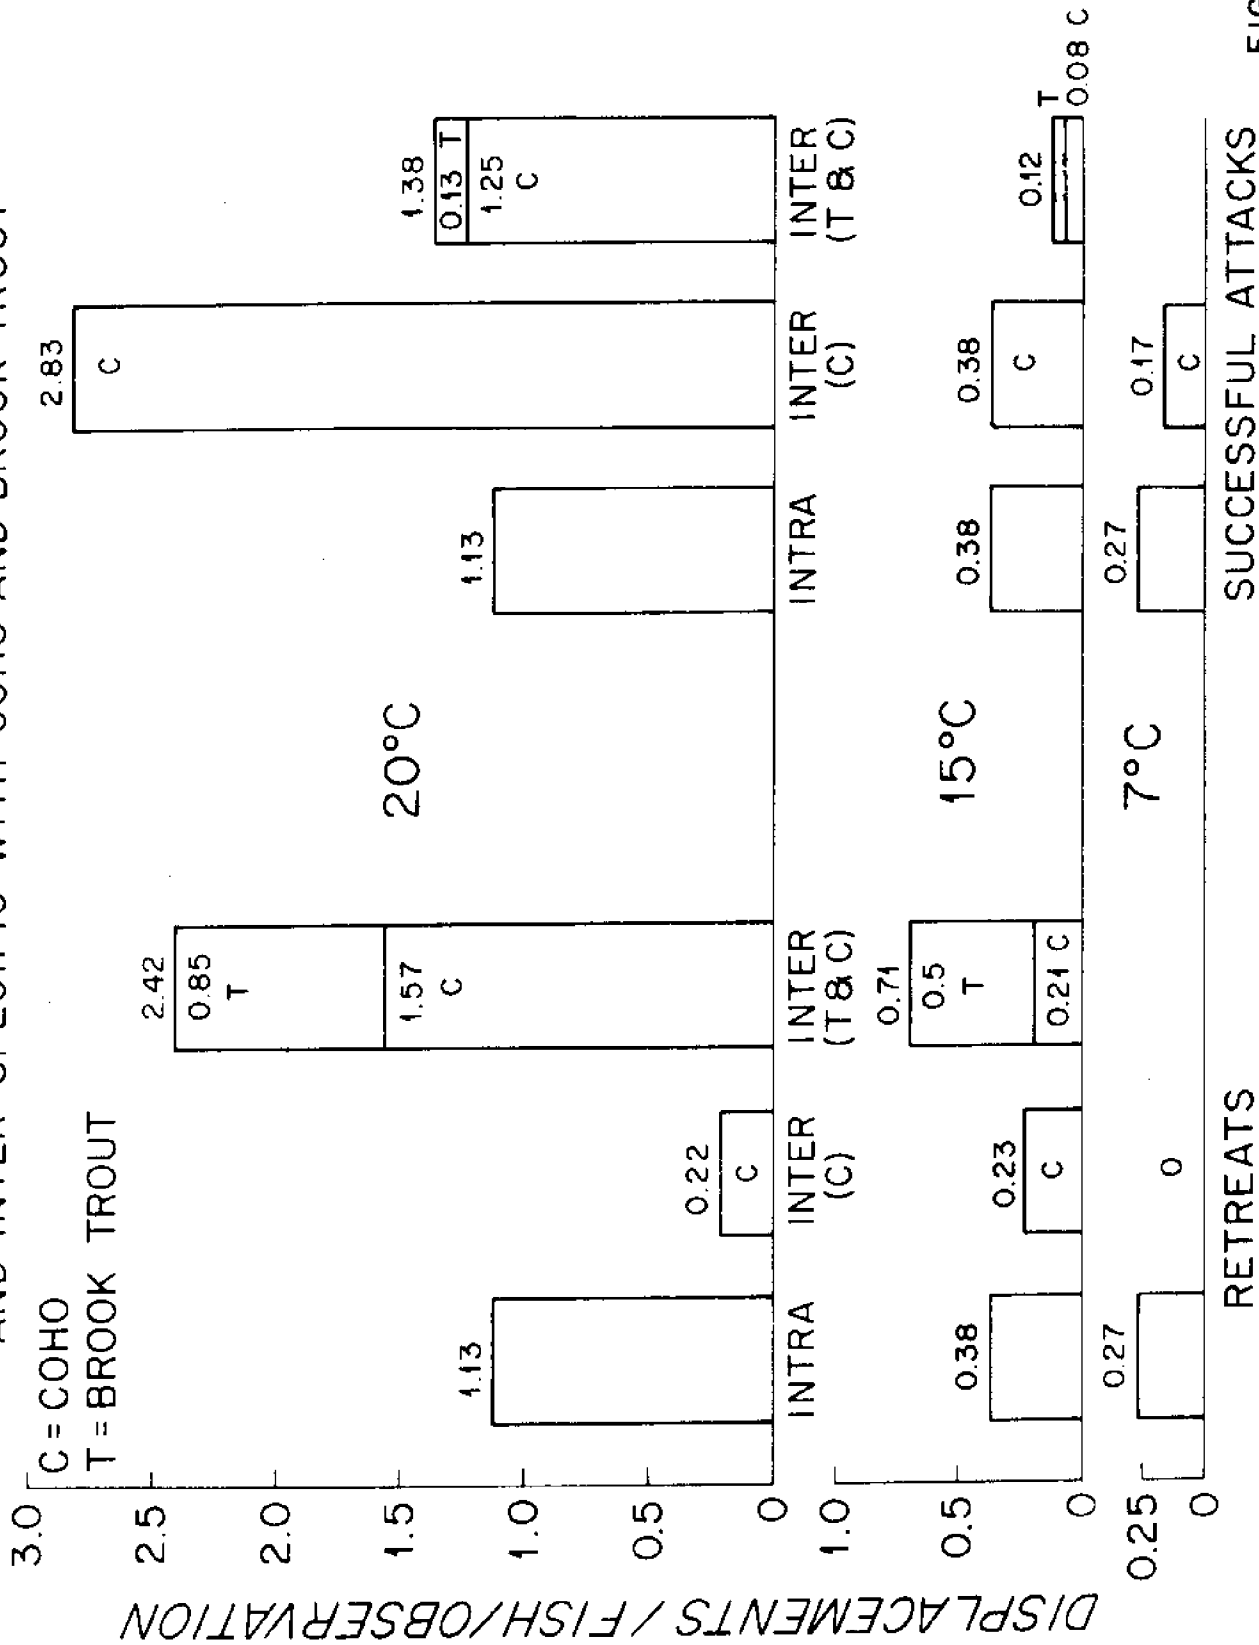 AND INTER SPECIFIC WITH COHO AND BROOK TROUT
C = COHO
T = BROOK TROUT
DISPLACEMENTS / FISH/OBSERVATION
3.0
2.5
2.0
1.5
1.0
0.5
0
20°C
1.13
0.22
C
2.42
0.85
T
1.57
C
1.13
2.83
C
1.38
0.13 T
1.25
C
INTRA
INTER
(C)
INTER
(T & C)
INTRA
INTER
(C)
INTER
(T & C)
1.0
0.5
0
15°C
0.38
0.23
C
0.71
0.5
T
0.21 C
0.38
0.38
C
0.12
T
0.08 C
0.25
0
7°C
0.27
0
0.27
0.17
C
RETREATS
SUCCESSFUL ATTACKS